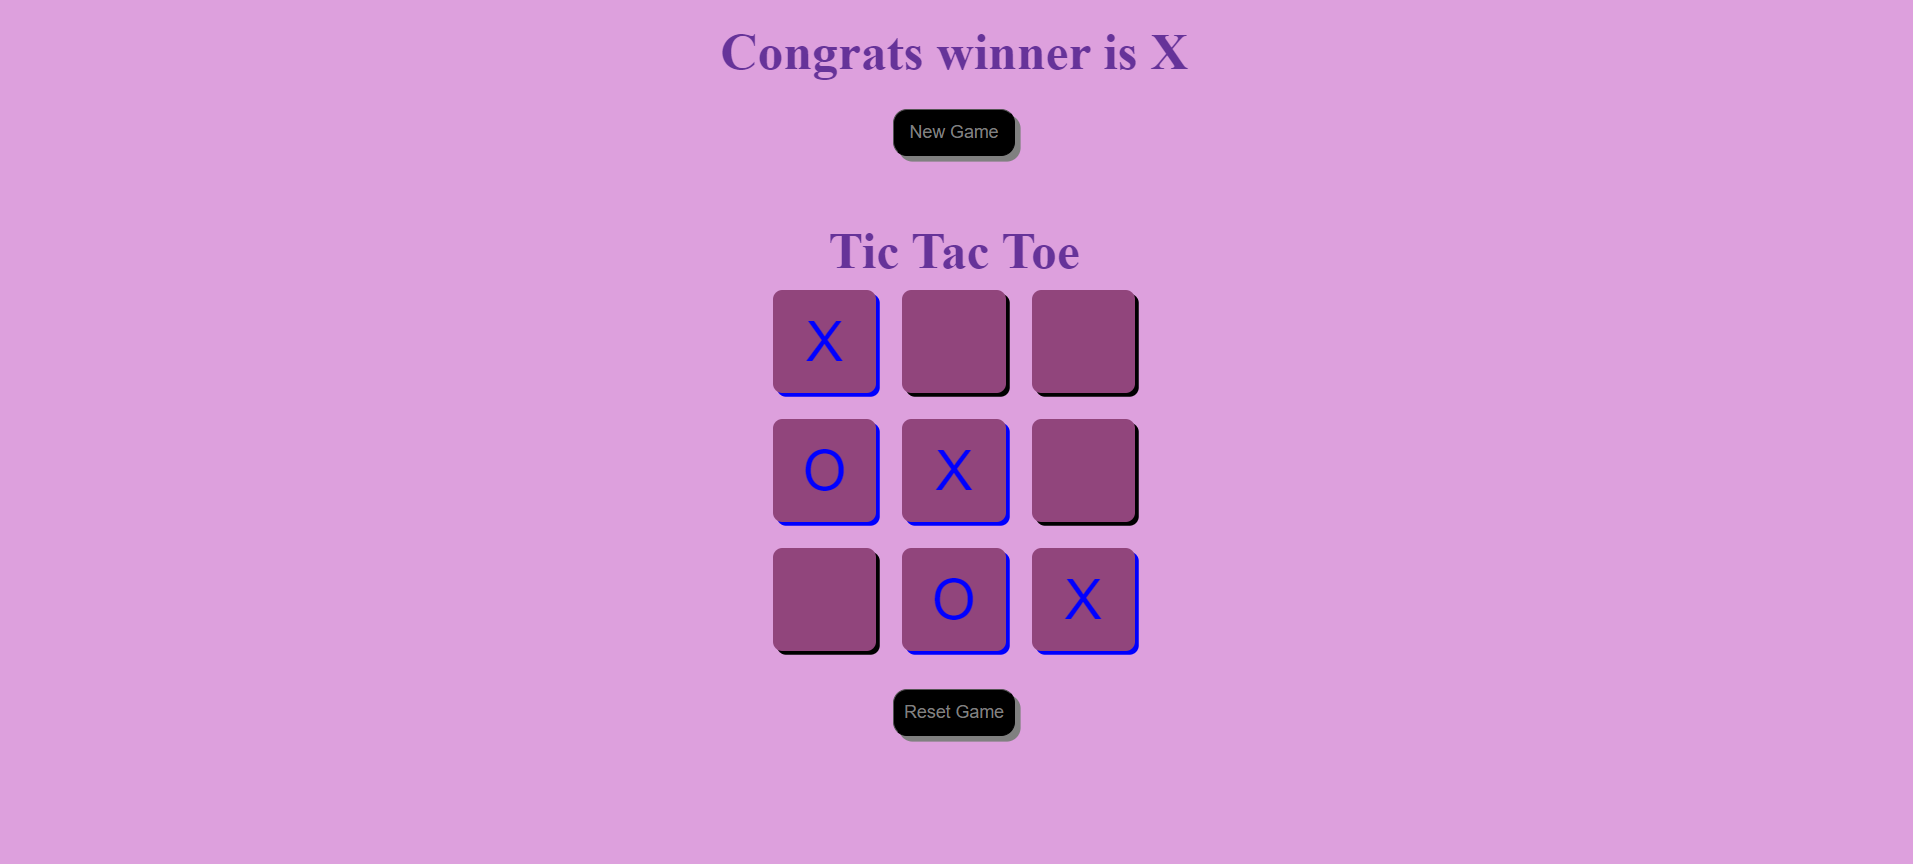 Congrats winner is X
New Game
Tic Tac Toe
X
O X
O X
Reset Game